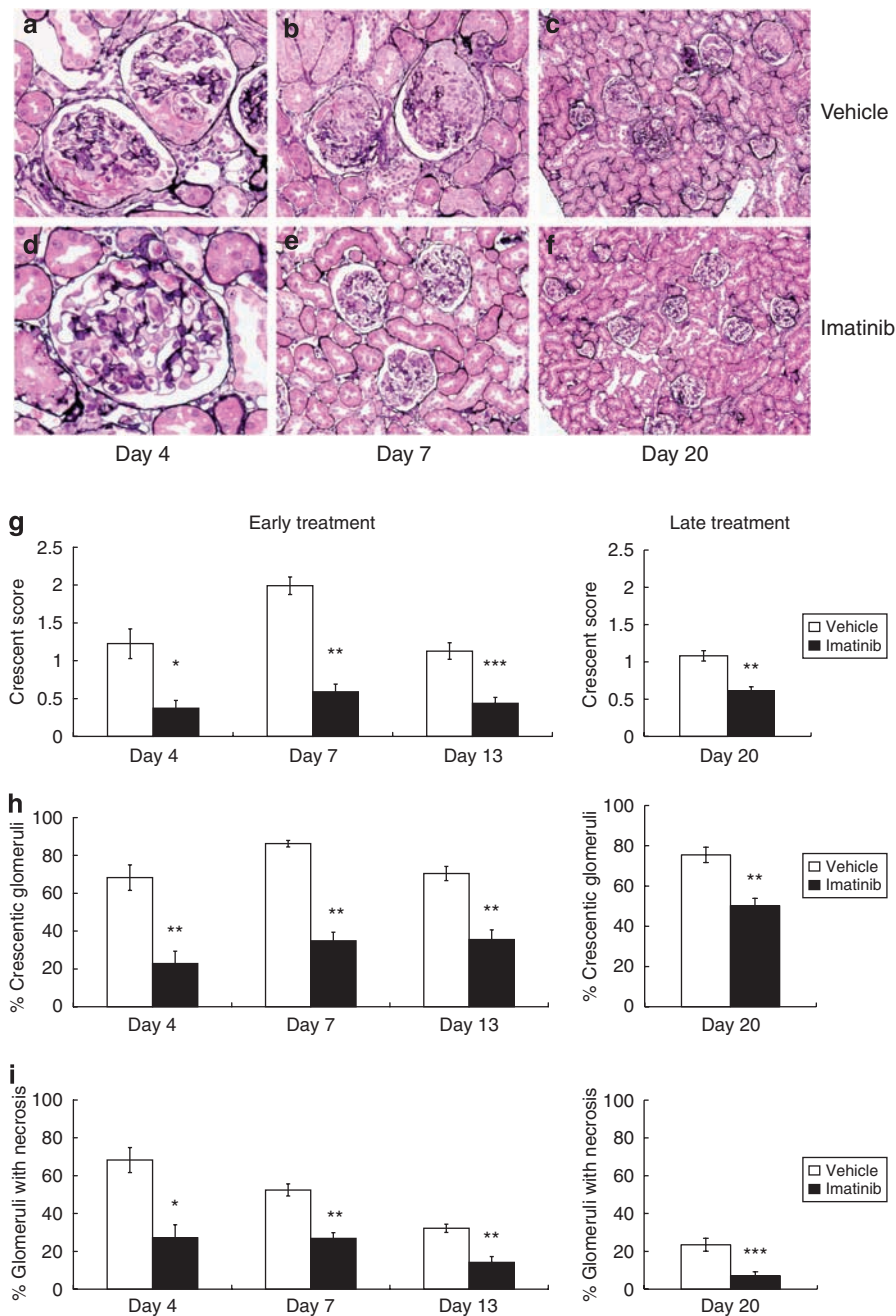 a
b
c
Vehicle
d
e
f
Imatinib
Day 4
Day 7
Day 20
g
Early treatment
Late treatment
Crescent score
2.5
2
1.5
1
0.5
0
*
**
***
Day 4
Day 7
Day 13
Crescent score
2.5
2
1.5
1
0.5
0
**
Day 20
Vehicle
Imatinib
h
% Crescentic glomeruli
100
80
60
40
20
0
**
**
**
Day 4
Day 7
Day 13
% Crescentic glomeruli
100
80
60
40
20
0
**
Day 20
Vehicle
Imatinib
i
% Glomeruli with necrosis
100
80
60
40
20
0
*
**
**
Day 4
Day 7
Day 13
% Glomeruli with necrosis
100
80
60
40
20
0
***
Day 20
Vehicle
Imatinib